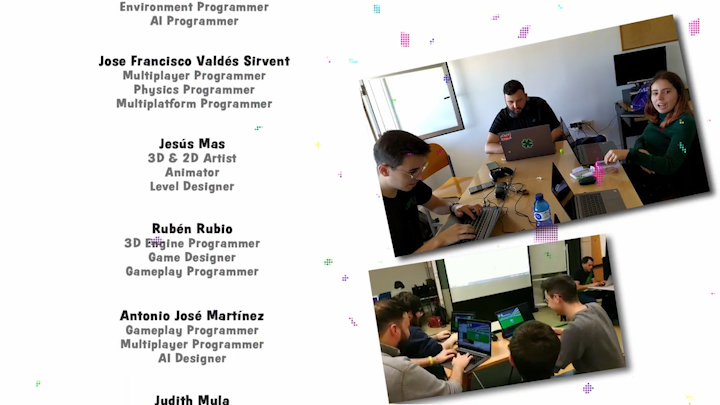 Environment Programmer
AI Programmer
Jose Francisco Valdés Sirvent
Multiplayer Programmer
Physics Programmer
Multiplatform Programmer
Jesús Mas
3D & 2D Artist
Animator
Level Designer
Rubén Rubio
3D Engine Programmer
Game Designer
Gameplay Programmer
Antonio José Martínez
Gameplay Programmer
Multiplayer Programmer
AI Designer
Judith Mula